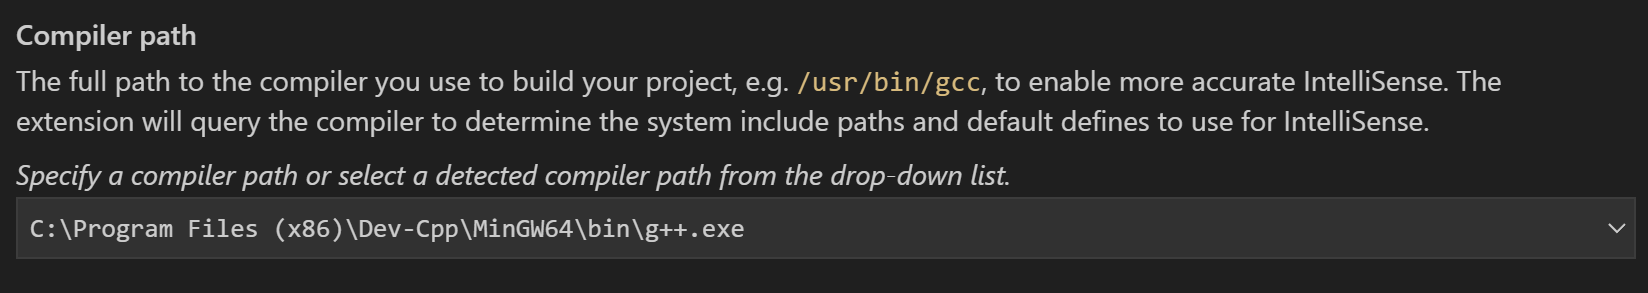 Compiler path
The full path to the compiler you use to build your project, e.g. /usr/bin/gcc, to enable more accurate IntelliSense. The
extension will query the compiler to determine the system include paths and default defines to use for IntelliSense.
Specify a compiler path or select a detected compiler path from the drop-down list.
C:\Program Files (x86)\Dev-Cpp\MinGW64\bin\g++.exe